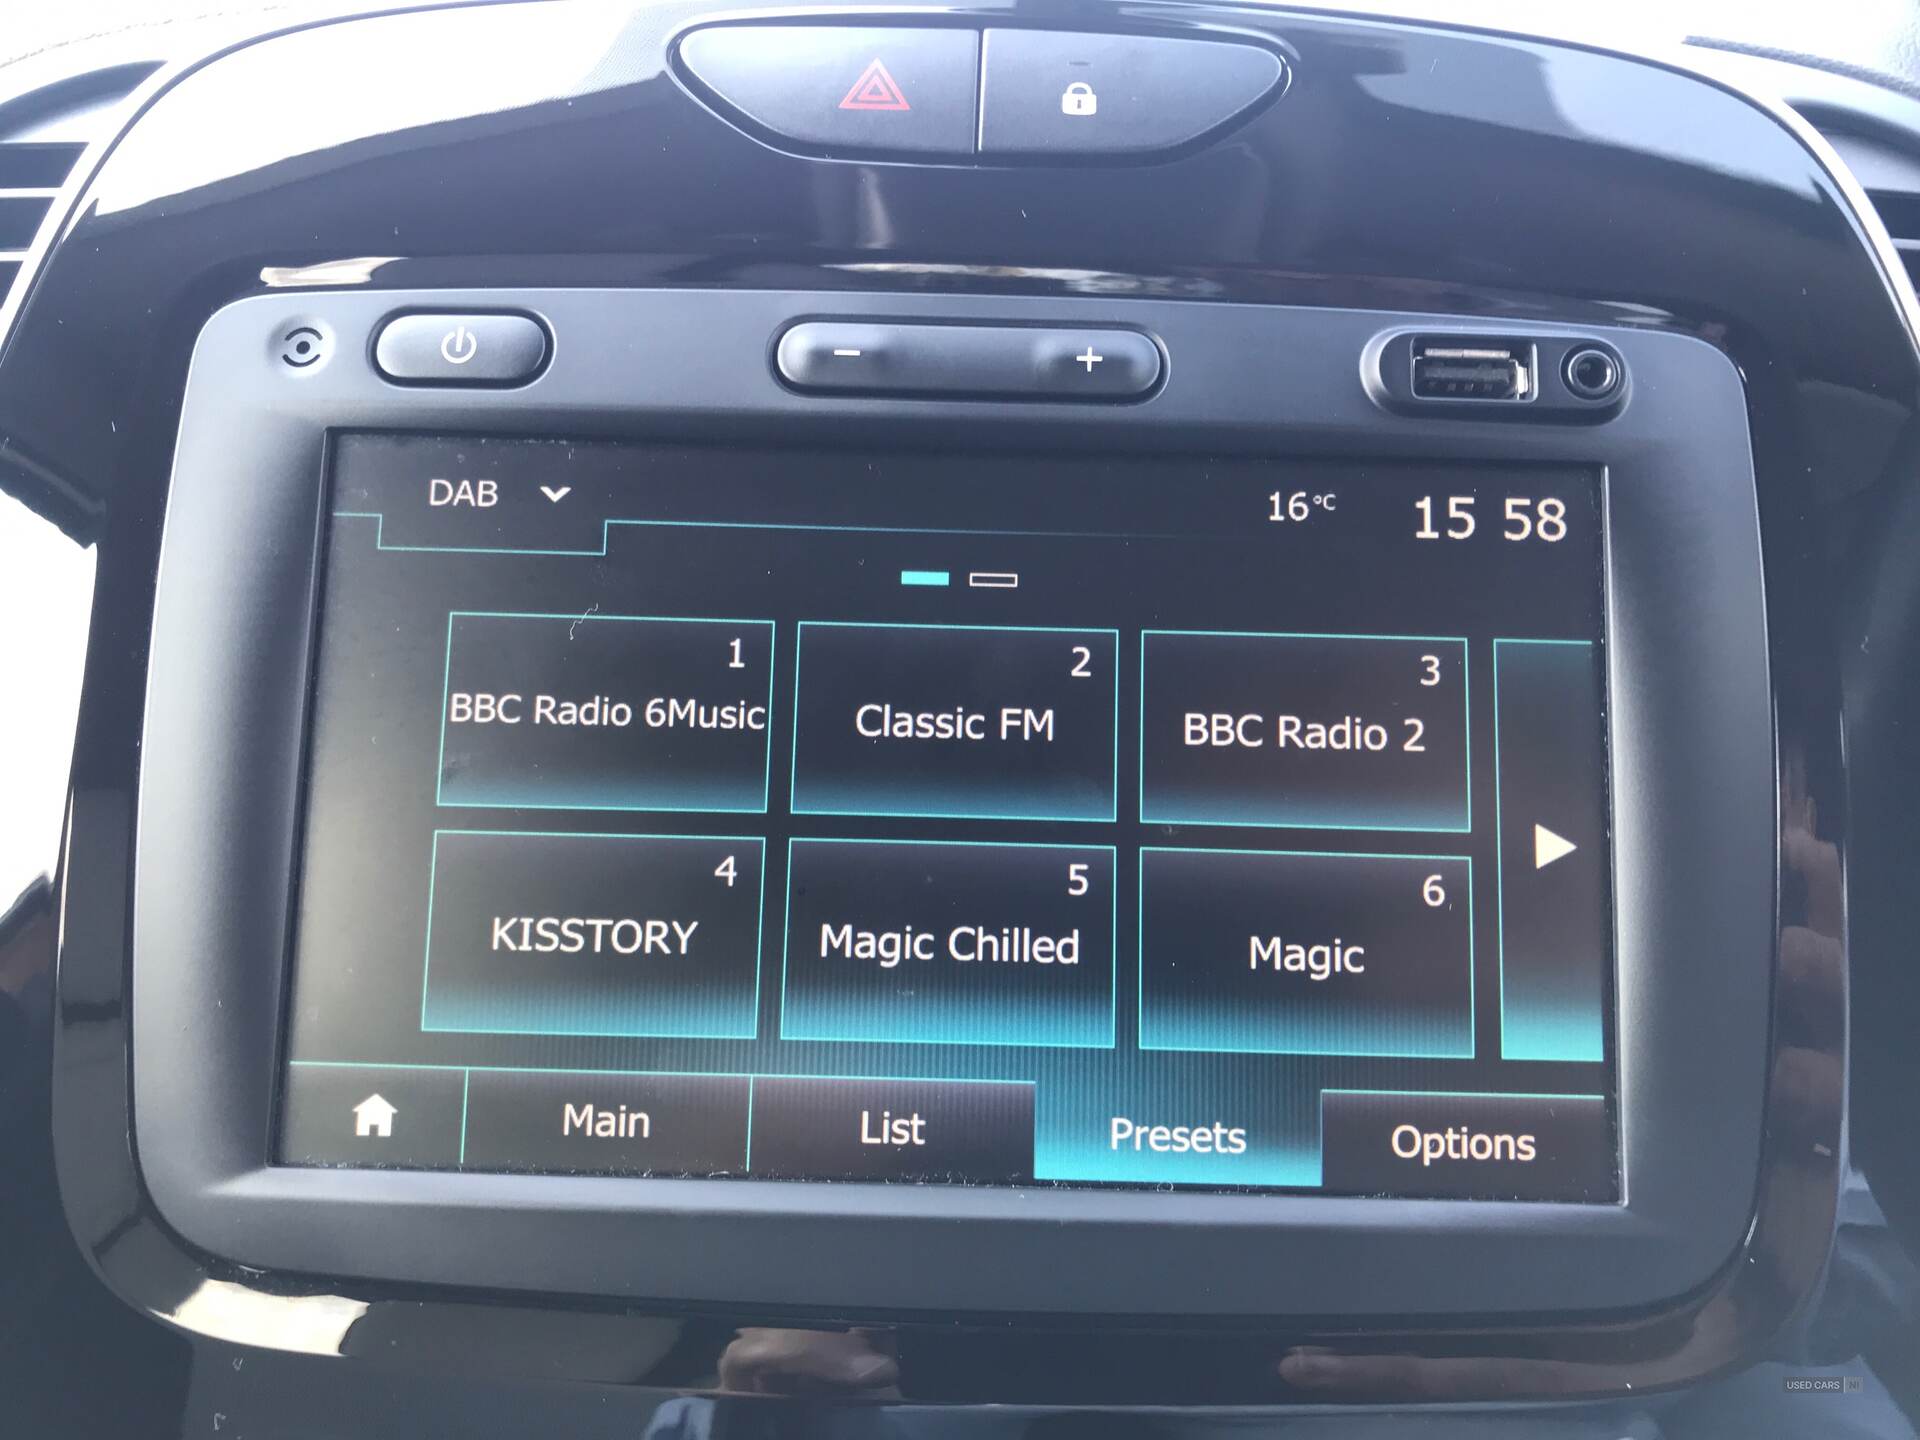 DAB
16°C
15 58
1
BBC Radio 6Music
2
Classic FM
3
BBC Radio 2
4
KISSTORY
5
Magic Chilled
6
Magic
Main
List
Presets
Options
USED CARS NI